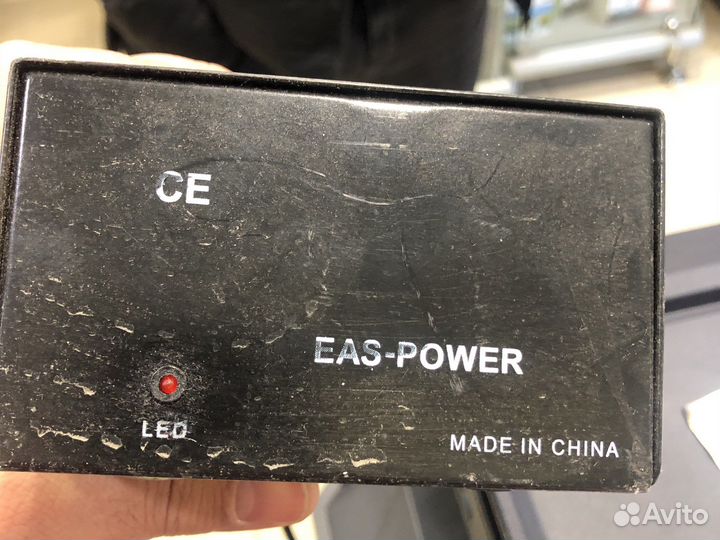 CE
EAS-POWER
LED
MADE IN CHINA
Avito